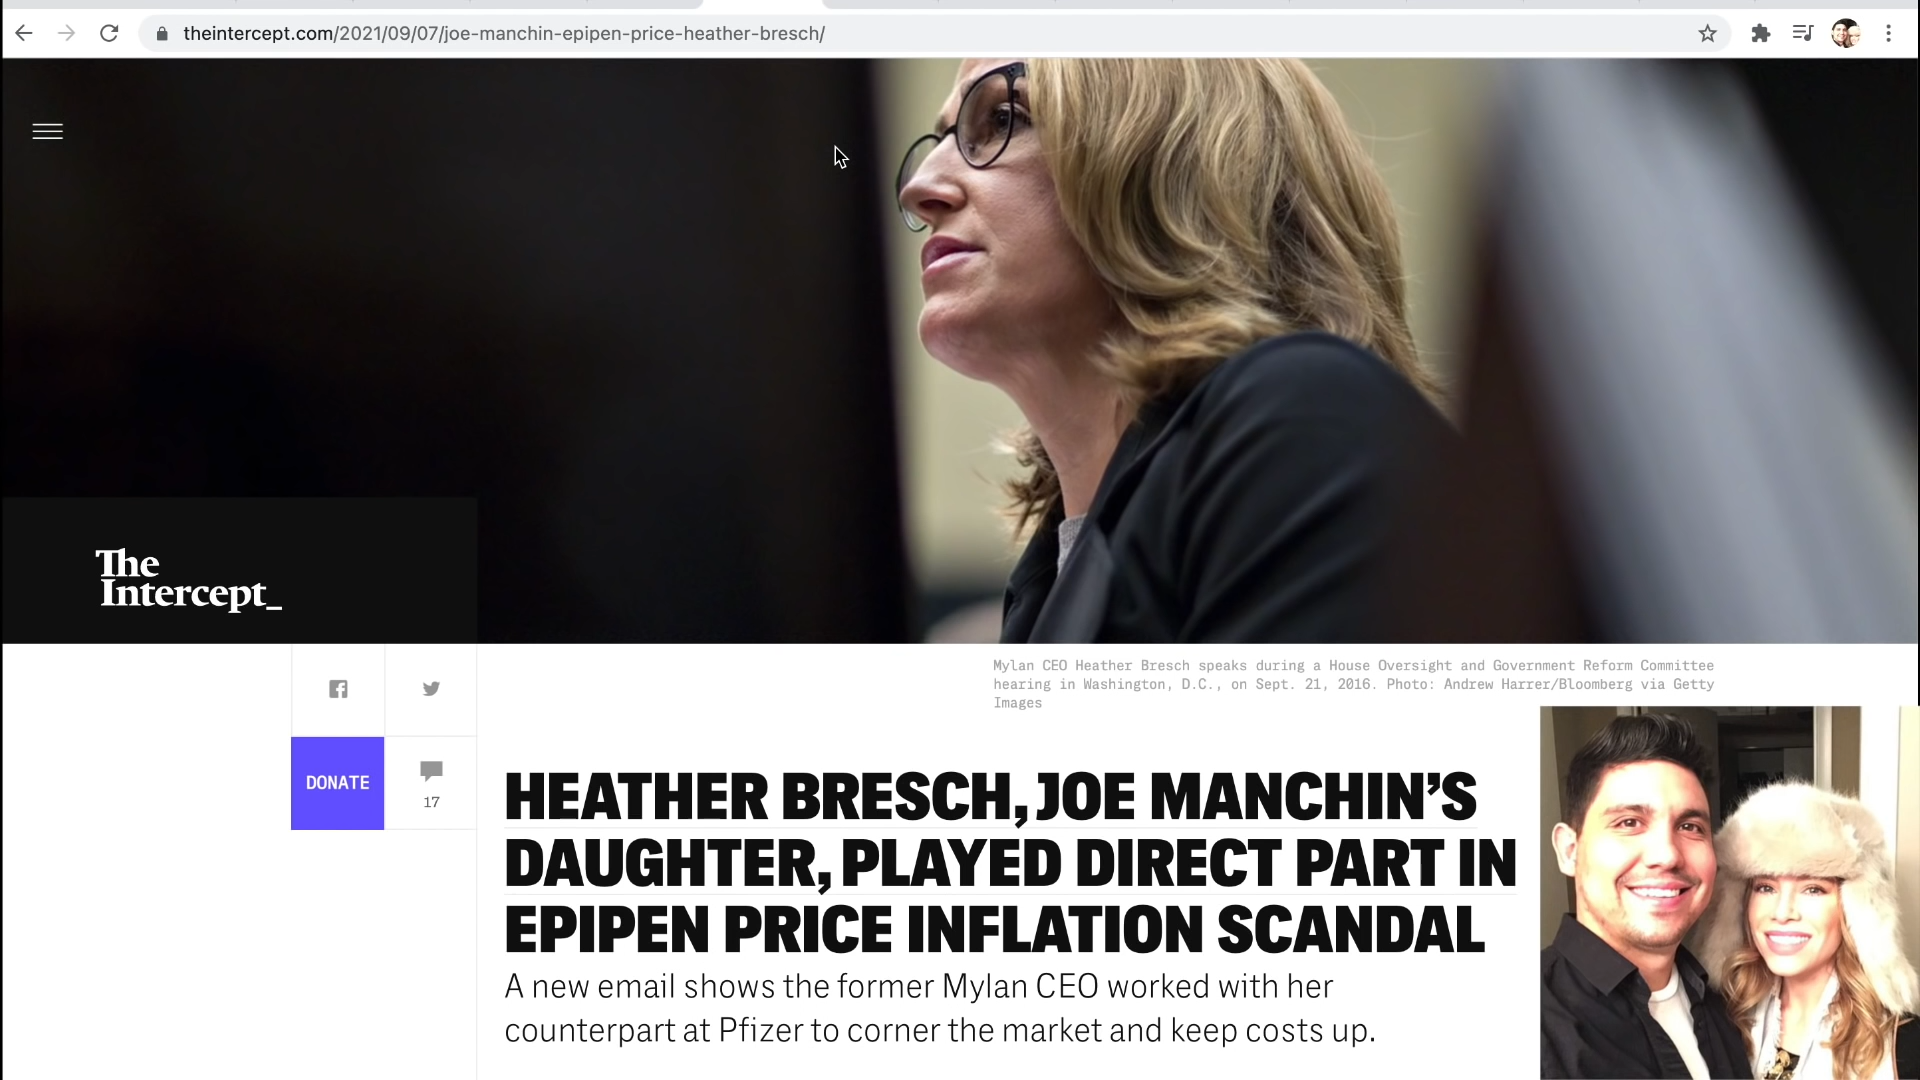 theintercept.com/2021/09/07/joe-manchin-epipen-price-heather-bresch/
The
Intercept_
Mylan CEO Heather Bresch speaks during a House Oversight and Government Reform Committee
hearing in Washington, D.C., on Sept. 21, 2016. Photo: Andrew Harrer/Bloomberg via Getty
Images
DONATE
17
HEATHER BRESCH, JOE MANCHIN’S
DAUGHTER, PLAYED DIRECT PART IN
EPIPEN PRICE INFLATION SCANDAL
A new email shows the former Mylan CEO worked with her
counterpart at Pfizer to corner the market and keep costs up.